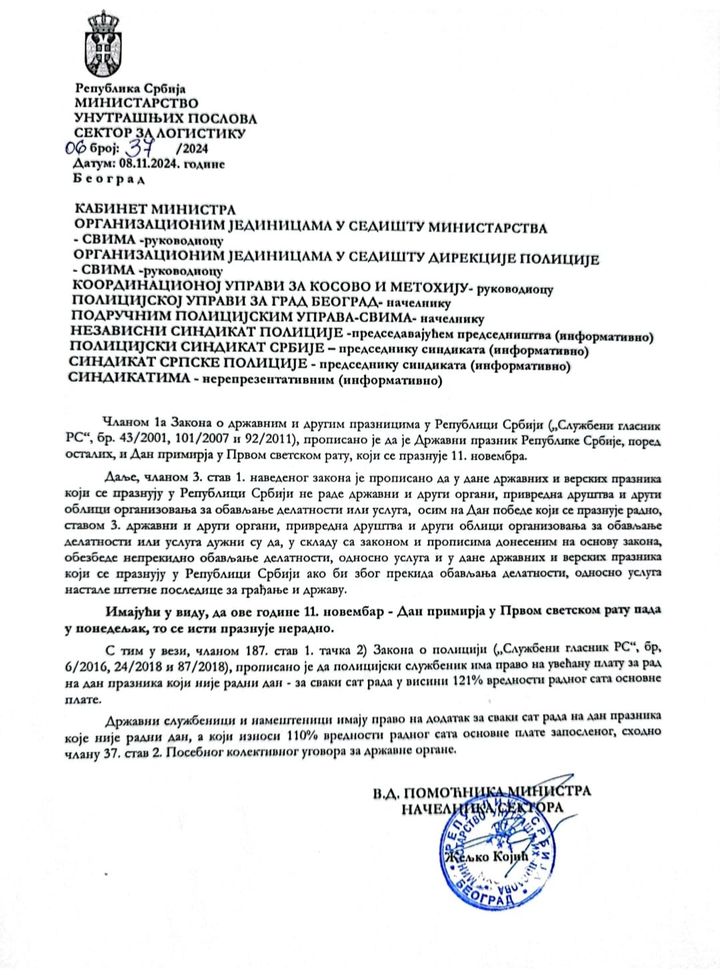 Република Србија
МИНИСТАРСТВО
УНУТРАШЊИХ ПОСЛОВА
СЕКТОР ЗА ЛОГИСТИКУ
06 број: 37 /2024
Датум: 08.11.2024. године
Београд
КАБИНЕТ МИНИСТРА
ОРГАНИЗАЦИОНИМ ЈЕДИНИЦАМА У СЕДИШТУ МИНИСТАРСТВА
- СВИМА -руководиоцу
ОРГАНИЗАЦИОНИМ ЈЕДИНИЦАМА У СЕДИШТУ ДИРЕКЦИЈЕ ПОЛИЦИЈЕ
- СВИМА -руководиоцу
КООРДИНАЦИОНОЈ УПРАВИ ЗА КОСОВО И МЕТОХИЈУ- руководиоцу
ПОЛИЦИЈСКОЈ УПРАВИ ЗА ГРАД БЕОГРАД- начелнику
ПОДРУЧНИМ ПОЛИЦИЈСКИМ УПРАВА-СВИМА- начелнику
НЕЗАВИСНИ СИНДИКАТ ПОЛИЦИЈЕ -председавајућем председништва (информативно)
ПОЛИЦИЈСКИ СИНДИКАТ СРБИЈЕ – председнику синдиката (информативно)
СИНДИКАТ СРПСКЕ ПОЛИЦИЈЕ - председнику синдиката (информативно)
СИНДИКАТИМА - нерепрезентативним (информативно)
Чланом 1а Закона о државним и другим празницима у Републици Србији („Службени гласник
РС“, бр. 43/2001, 101/2007 и 92/2011), прописано је да је Државни празник Републике Србије, поред
осталих, и Дан примирја у Првом светском рату, који се празнује 11. новембра.
Даље, чланом 3. став 1. наведеног закона је прописано да у дане државних и верских празника
који се празнују у Републици Србији не раде државни и други органи, привредна друштва и други
облици организовања за обављање делатности или услуга, осим на Дан победе који се празнује радно,
ставом 3. државни и други органи, привредна друштва и други облици организовања за обављање
делатности или услуга дужни су да, у складу са законом и прописима донесеним на основу закона,
обезбеде непрекидно обављање делатности, односно услуга и у дане државних и верских празника
који се празнују у Републици Србији ако би због прекида обављања делатности, односно услуга
настале штетне последице за грађање и државу.
Имајући у виду, да ове године 11. новембар - Дан примирја у Првом светском рату пада
у понедељак, то се исти празнује нерадно.
С тим у вези, чланом 187. став 1. тачка 2) Закона о полицији („Службени гласник РС“, бр,
6/2016, 24/2018 и 87/2018), прописано је да полицијски службеник има право на увећану плату за рад
на дан празника који није радни дан - за сваки сат рада у висини 121% вредности радног сата основне
плате.
Државни службеници и намештеници имају право на додатак за сваки сат рада на дан празника
које није радни дан, а који износи 110% вредности радног сата основне плате запосленог, сходно
члану 37. став 2. Посебног колективног уговора за државне органе.
В.Д. ПОМОЋНИКА МИНИСТРА
НАЧЕЛНИКА СЕКТОРА
Жељко Којић
РЕПУБЛИКА СРБИЈА
БЕОГРАД